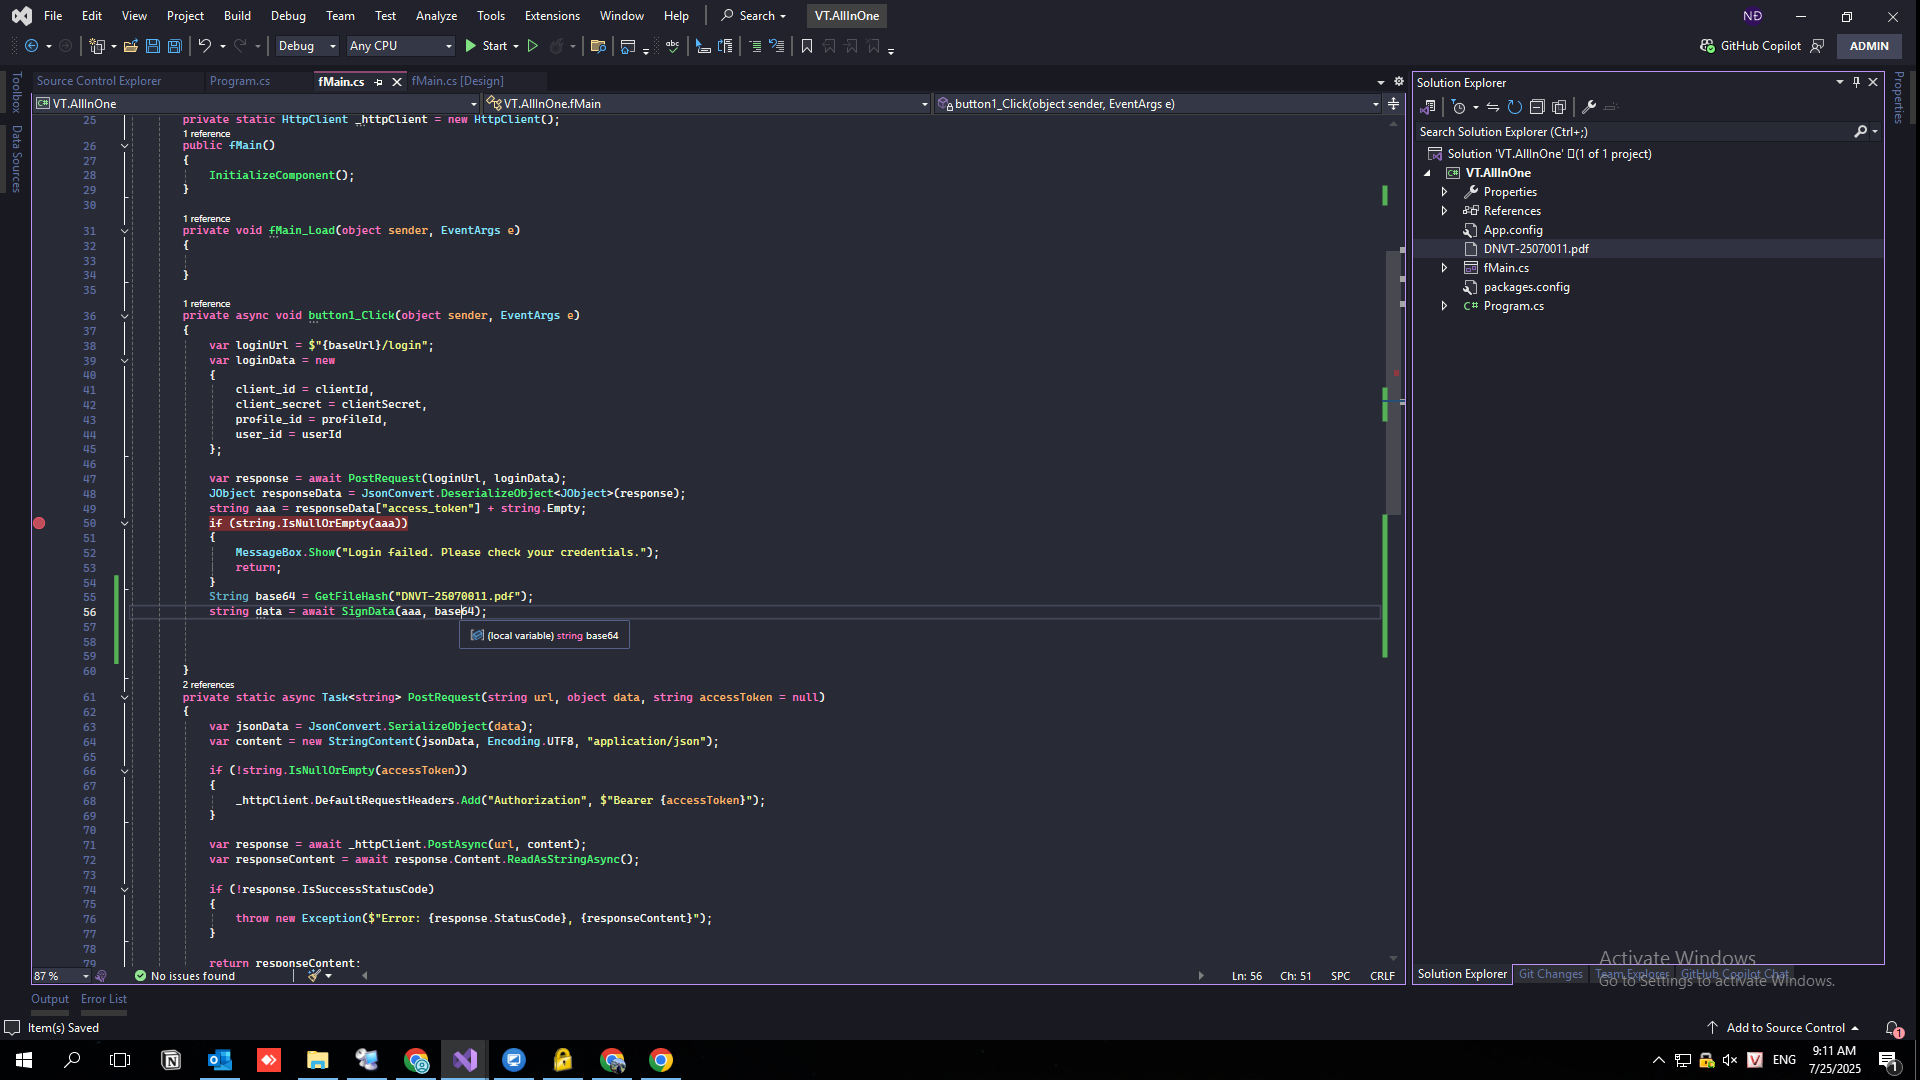 File Edit View Project Build Debug Team Test Analyze Tools Extensions Window Help Search VT.AllInOne NĐ
Debug Any CPU Start GitHub Copilot ADMIN
Toolbox
Data Sources
Source Control Explorer Program.cs fMain.cs fMain.cs [Design]
VT.AllInOne VT.AllInOne.fMain button1_Click(object sender, EventArgs e)
25 private static HttpClient _httpClient = new HttpClient();
1 reference
26 public fMain()
27 {
28 InitializeComponent();
29 }
30
1 reference
31 private void fMain_Load(object sender, EventArgs e)
32 {
33
34 }
35
1 reference
36 private async void button1_Click(object sender, EventArgs e)
37 {
38 var loginUrl = $"{baseUrl}/login";
39 var loginData = new
40 {
41 client_id = clientId,
42 client_secret = clientSecret,
43 profile_id = profileId,
44 user_id = userId
45 };
46
47 var response = await PostRequest(loginUrl, loginData);
48 JObject responseData = JsonConvert.DeserializeObject<JObject>(response);
49 string aaa = responseData["access_token"] + string.Empty;
50 if (string.IsNullOrEmpty(aaa))
51 {
52 MessageBox.Show("Login failed. Please check your credentials.");
53 return;
54 }
55 String base64 = GetFileHash("DNVT-25070011.pdf");
56 string data = await SignData(aaa, base64);
57
(local variable) string base64
58
59
60 }
2 references
61 private static async Task<string> PostRequest(string url, object data, string accessToken = null)
62 {
63 var jsonData = JsonConvert.SerializeObject(data);
64 var content = new StringContent(jsonData, Encoding.UTF8, "application/json");
65
66 if (!string.IsNullOrEmpty(accessToken))
67 {
68 _httpClient.DefaultRequestHeaders.Add("Authorization", $"Bearer {accessToken}");
69 }
70
71 var response = await _httpClient.PostAsync(url, content);
72 var responseContent = await response.Content.ReadAsStringAsync();
73
74 if (!response.IsSuccessStatusCode)
75 {
76 throw new Exception($"Error: {response.StatusCode}, {responseContent}");
77 }
78
79 return responseContent;
87 % No issues found Ln: 56 Ch: 51 SPC CRLF
Solution Explorer
Search Solution Explorer (Ctrl+;)
Solution 'VT.AllInOne' (1 of 1 project)
VT.AllInOne
Properties
References
App.config
DNVT-25070011.pdf
fMain.cs
packages.config
Program.cs
Properties
Activate Windows
Go to Settings to activate Windows.
Solution Explorer Git Changes Team Explorer GitHub Copilot Chat
Output Error List
Item(s) Saved Add to Source Control 1
ENG 9:11 AM
7/25/2025 1